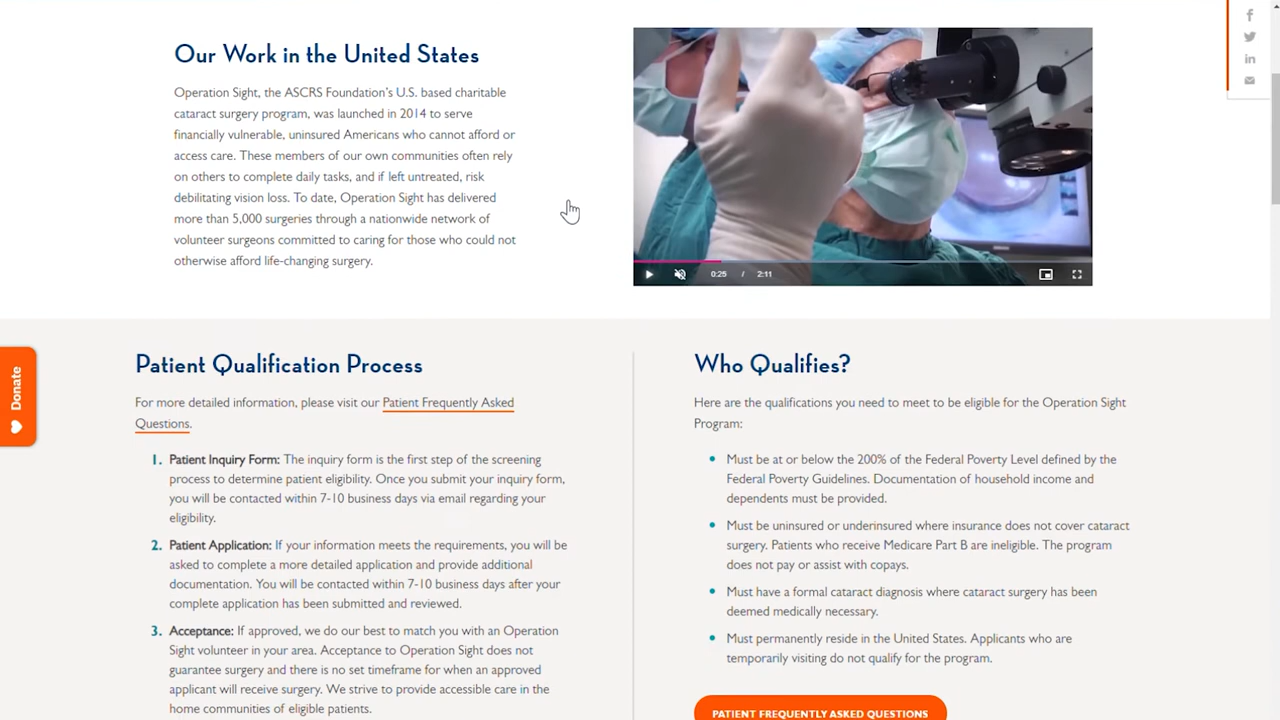 Our Work in the United States
Operation Sight, the ASCRS Foundation's U.S. based charitable
cataract surgery program, was launched in 2014 to serve
financially vulnerable, uninsured Americans who cannot afford or
access care. These members of our own communities often rely
on others to complete daily tasks, and if left untreated, risk
debilitating vision loss. To date, Operation Sight has delivered
more than 5,000 surgeries through a nationwide network of
volunteer surgeons committed to caring for those who could not
otherwise afford life-changing surgery.
0:25 / 2:11
Donate
Patient Qualification Process
For more detailed information, please visit our Patient Frequently Asked
Questions.
1. Patient Inquiry Form: The inquiry form is the first step of the screening
process to determine patient eligibility. Once you submit your inquiry form,
you will be contacted within 7-10 business days via email regarding your
eligibility.
2. Patient Application: If your information meets the requirements, you will be
asked to complete a more detailed application and provide additional
documentation. You will be contacted within 7-10 business days after your
complete application has been submitted and reviewed.
3. Acceptance: If approved, we do our best to match you with an Operation
Sight volunteer in your area. Acceptance to Operation Sight does not
guarantee surgery and there is no set timeframe for when an approved
applicant will receive surgery. We strive to provide accessible care in the
home communities of eligible patients.
Who Qualifies?
Here are the qualifications you need to meet to be eligible for the Operation Sight
Program:
Must be at or below the 200% of the Federal Poverty Level defined by the
Federal Poverty Guidelines. Documentation of household income and
dependents must be provided.
Must be uninsured or underinsured where insurance does not cover cataract
surgery. Patients who receive Medicare Part B are ineligible. The program
does not pay or assist with copays.
Must have a formal cataract diagnosis where cataract surgery has been
deemed medically necessary.
Must permanently reside in the United States. Applicants who are
temporarily visiting do not qualify for the program.
PATIENT FREQUENTLY ASKED QUESTIONS